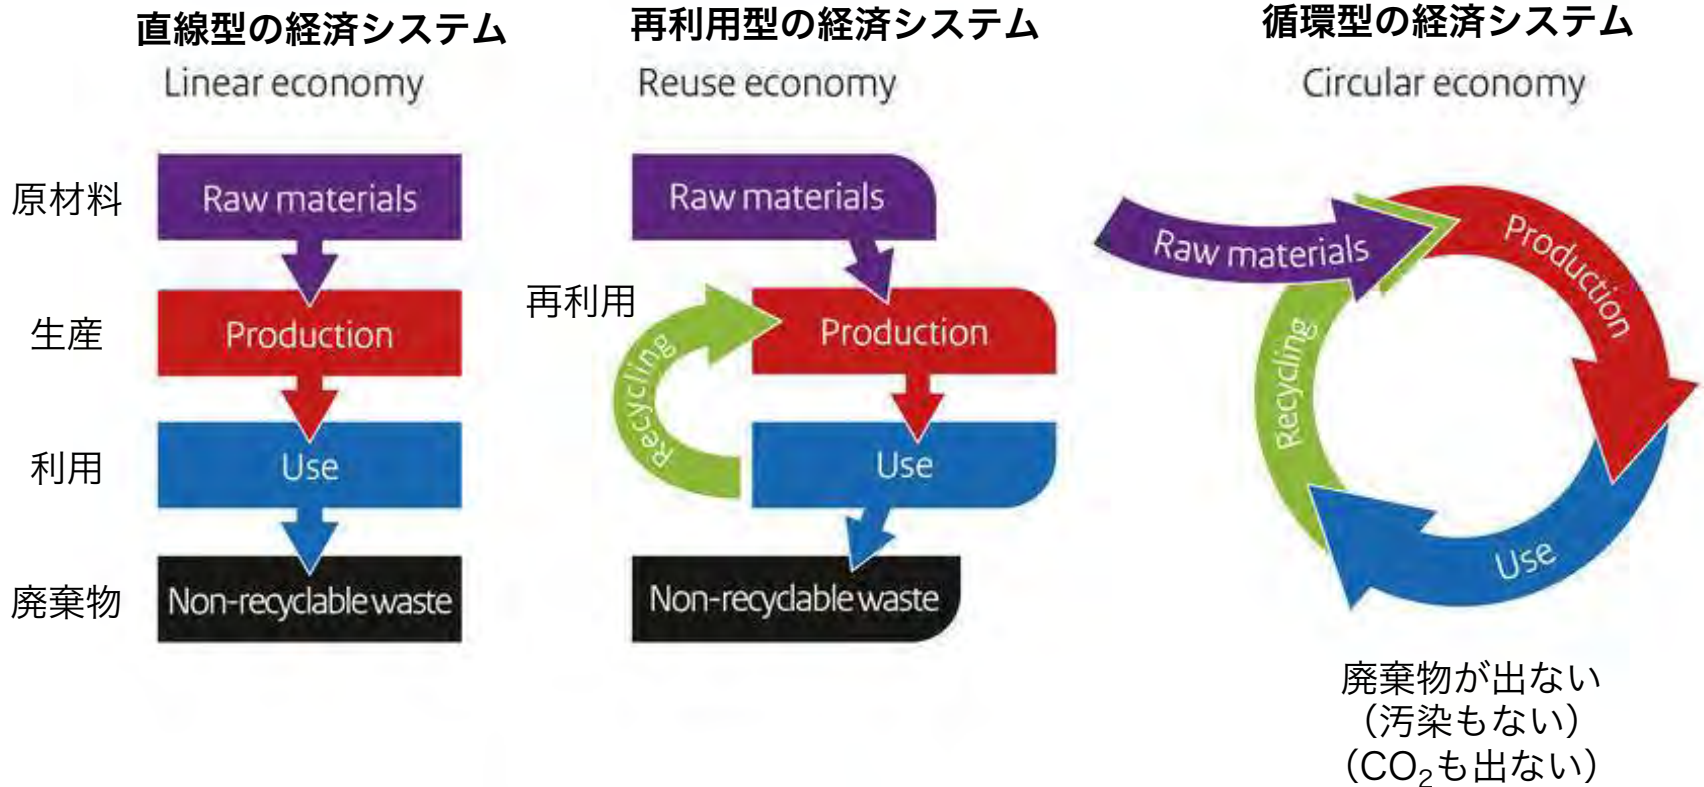 直線型の経済システム
Linear economy
原材料
Raw materials
生産
Production
利用
Use
廃棄物
Non-recyclable waste
再利用型の経済システム
Reuse economy
Raw materials
再利用
Recycling
Production
Use
Non-recyclable waste
循環型の経済システム
Circular economy
Raw materials
Production
Recycling
Use
廃棄物が出ない
（汚染もない）
（CO₂も出ない）